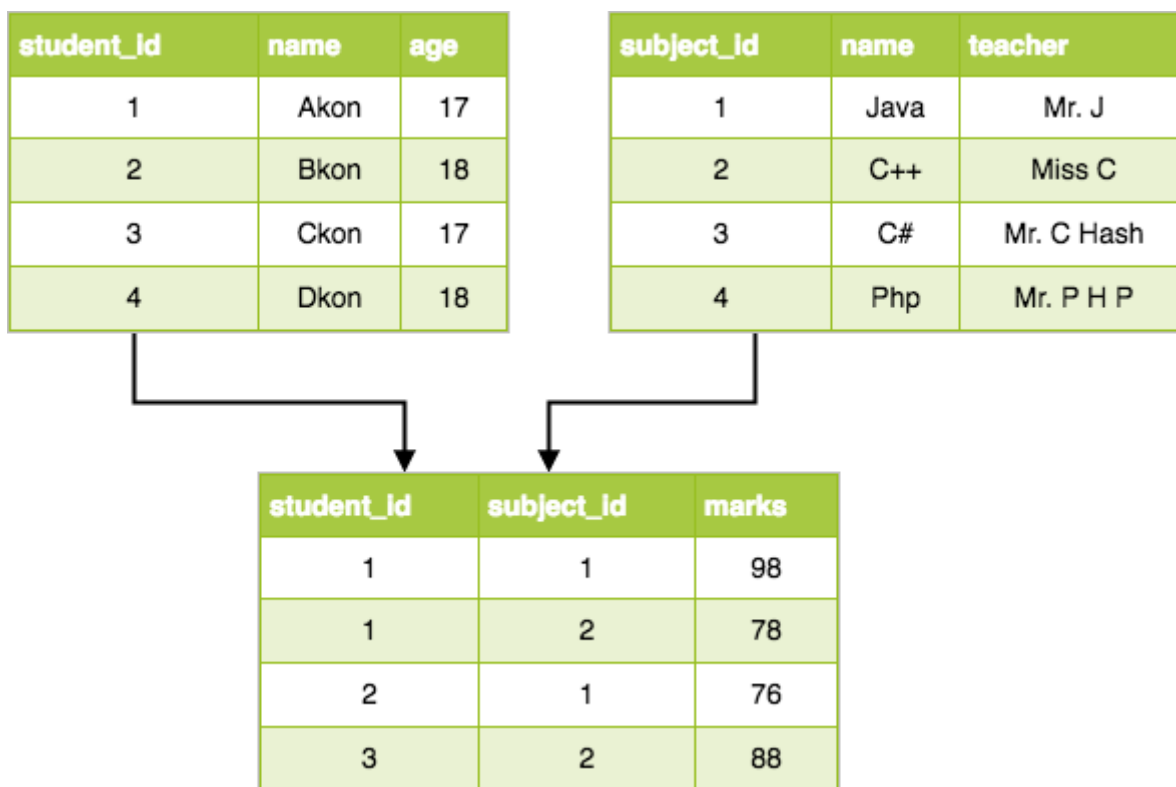 student_id name age
1 Akon 17
2 Bkon 18
3 Ckon 17
4 Dkon 18
subject_id name teacher
1 Java Mr. J
2 C++ Miss C
3 C# Mr. C Hash
4 Php Mr. P H P
student_id subject_id marks
1 1 98
1 2 78
2 1 76
3 2 88